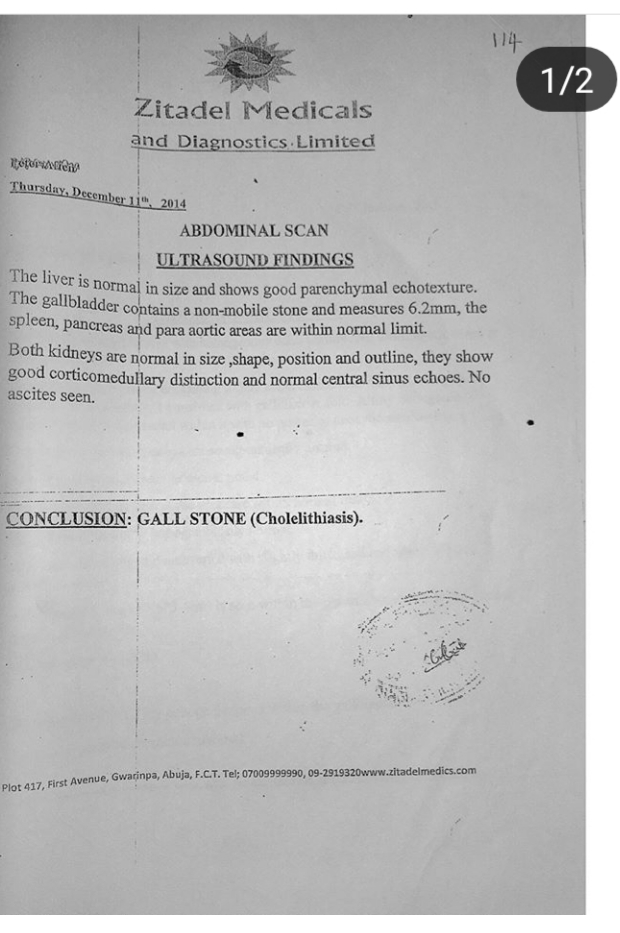 114
1/2
Zitadel Medicals
and Diagnostics Limited
Thursday, December 11th, 2014
ABDOMINAL SCAN
ULTRASOUND FINDINGS
The liver is normal in size and shows good parenchymal echotexture.
The gallbladder contains a non-mobile stone and measures 6.2mm, the
spleen, pancreas and para aortic areas are within normal limit.
Both kidneys are normal in size ,shape, position and outline, they show
good corticomedullary distinction and normal central sinus echoes. No
ascites seen.
CONCLUSION: GALL STONE (Cholelithiasis).
Plot 417, First Avenue, Gwarinpa, Abuja, F.C.T. Tel; 07009999990, 09-2919320www.zitadelmedics.com